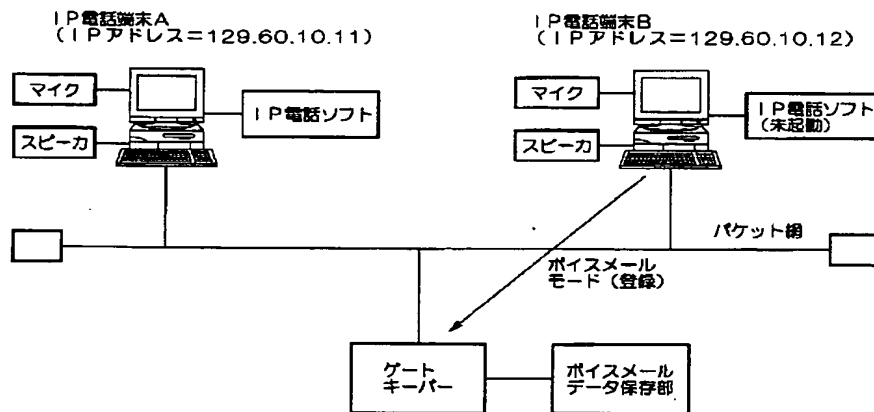 IP電話端末A
(IPアドレス=129.60.10.11)
IP電話端末B
(IPアドレス=129.60.10.12)
マイク
IP電話ソフト
スピーカ
マイク
IP電話ソフト
(未起動)
スピーカ
パケット網
ボイスメール
モード(登録)
ゲート
キーパー
ボイスメール
データ保存部